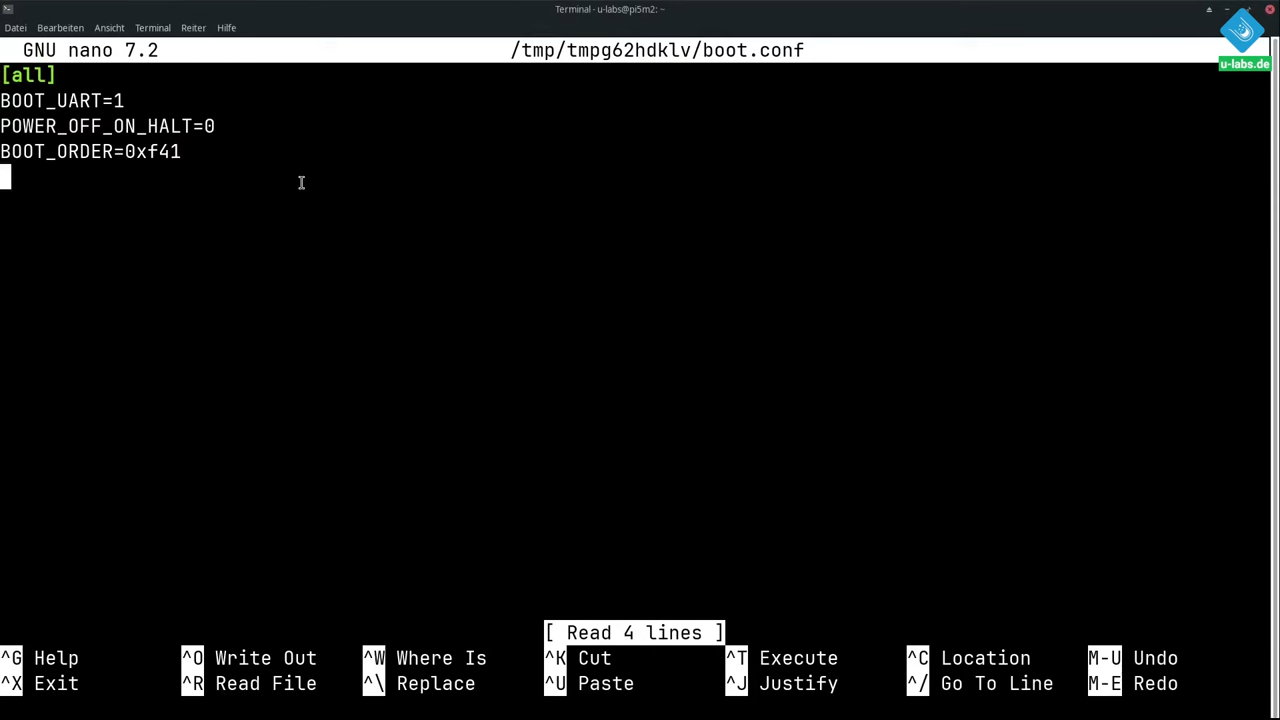 Terminal - u-labs@pi5m2: ~
Datei Bearbeiten Ansicht Terminal Reiter Hilfe
GNU nano 7.2 /tmp/tmpg62hdklv/boot.conf
u-labs.de
[all]
BOOT_UART=1
POWER_OFF_ON_HALT=0
BOOT_ORDER=0xf41
[ Read 4 lines ]
^G Help ^O Write Out ^W Where Is ^K Cut ^T Execute ^C Location M-U Undo
^X Exit ^R Read File ^\ Replace ^U Paste ^J Justify ^/ Go To Line M-E Redo